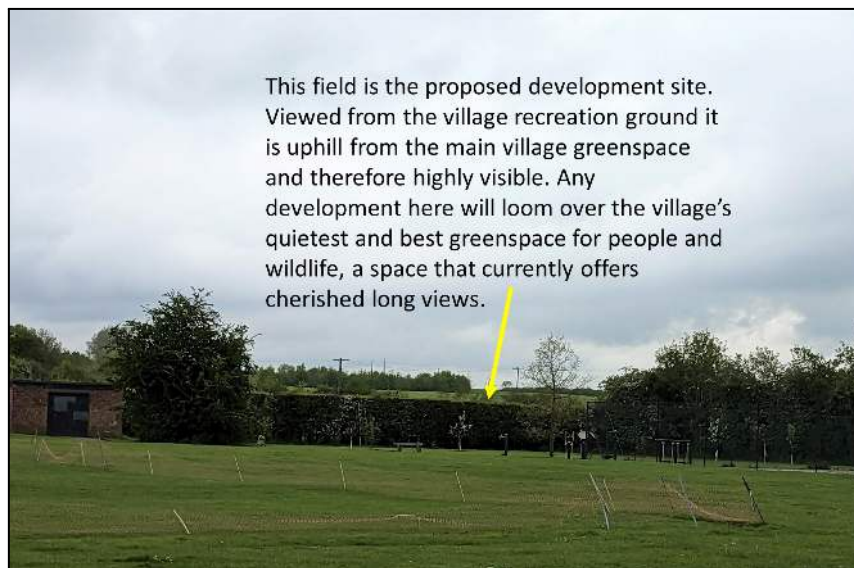 This field is the proposed development site.
Viewed from the village recreation ground it
is uphill from the main village greenspace
and therefore highly visible. Any
development here will loom over the village’s
quietest and best greenspace for people and
wildlife, a space that currently offers
cherished long views.